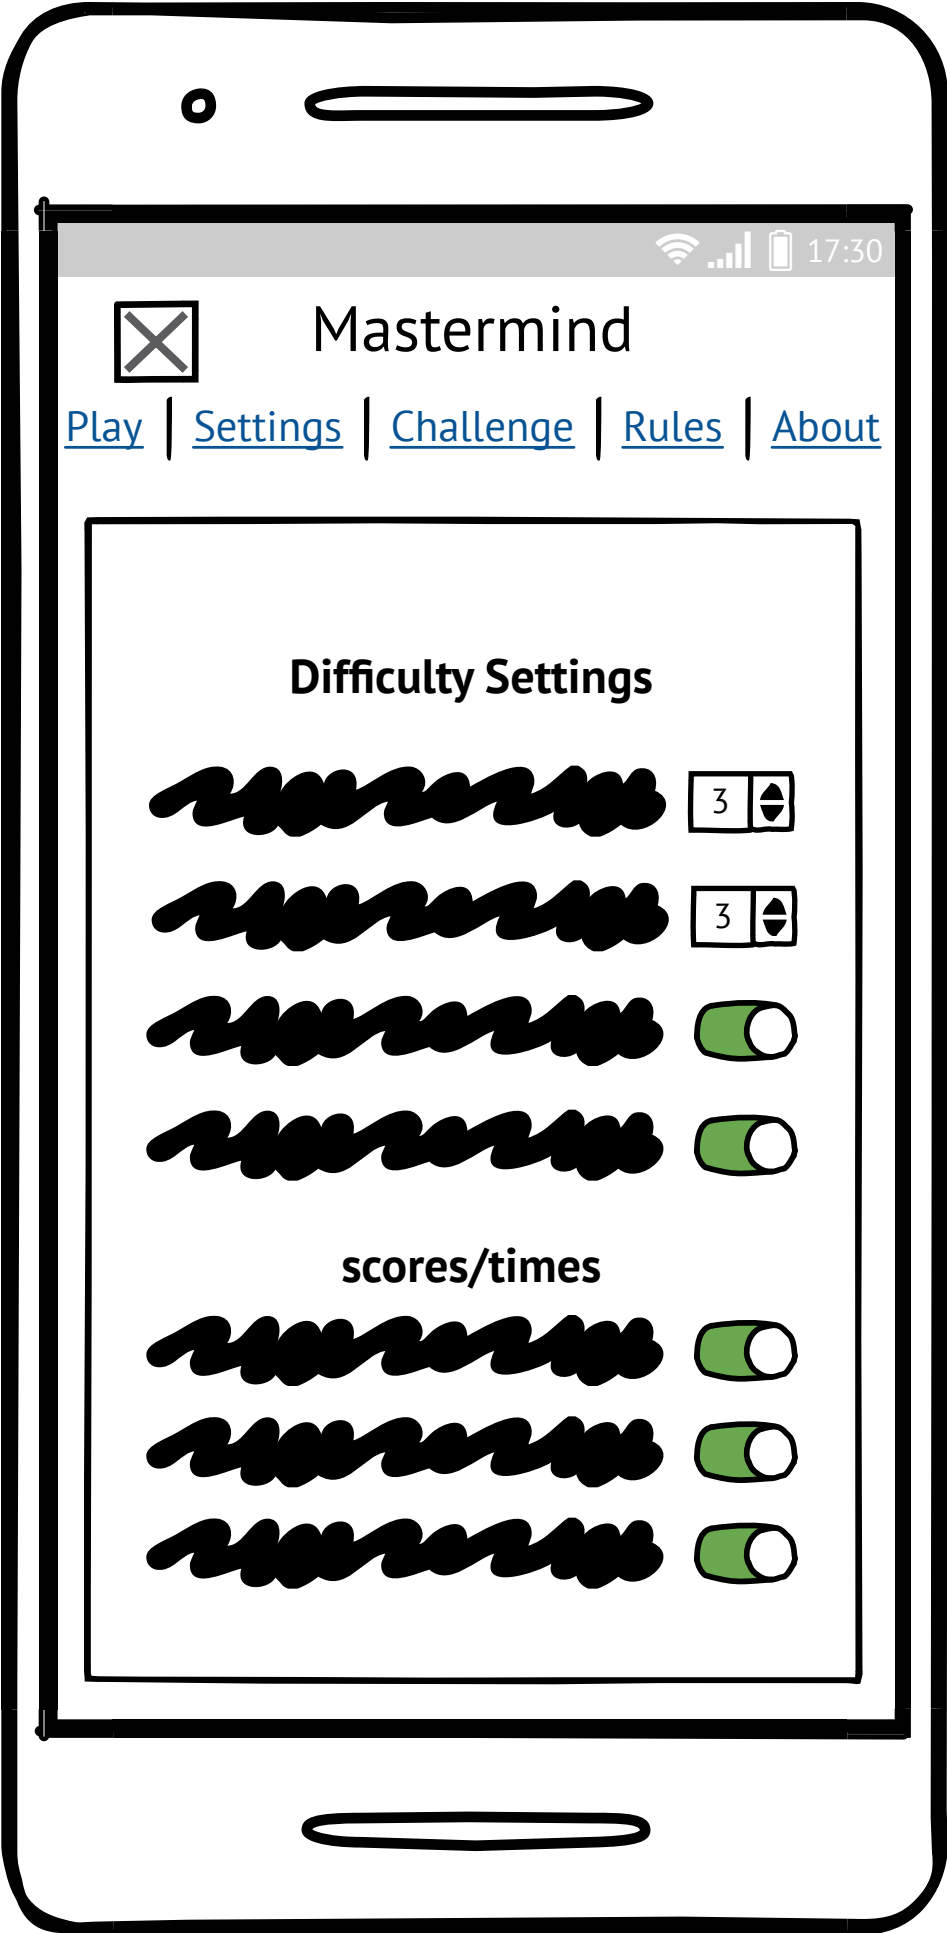 17:30
Mastermind
Play | Settings | Challenge | Rules | About
Difficulty Settings
3
3
scores/times